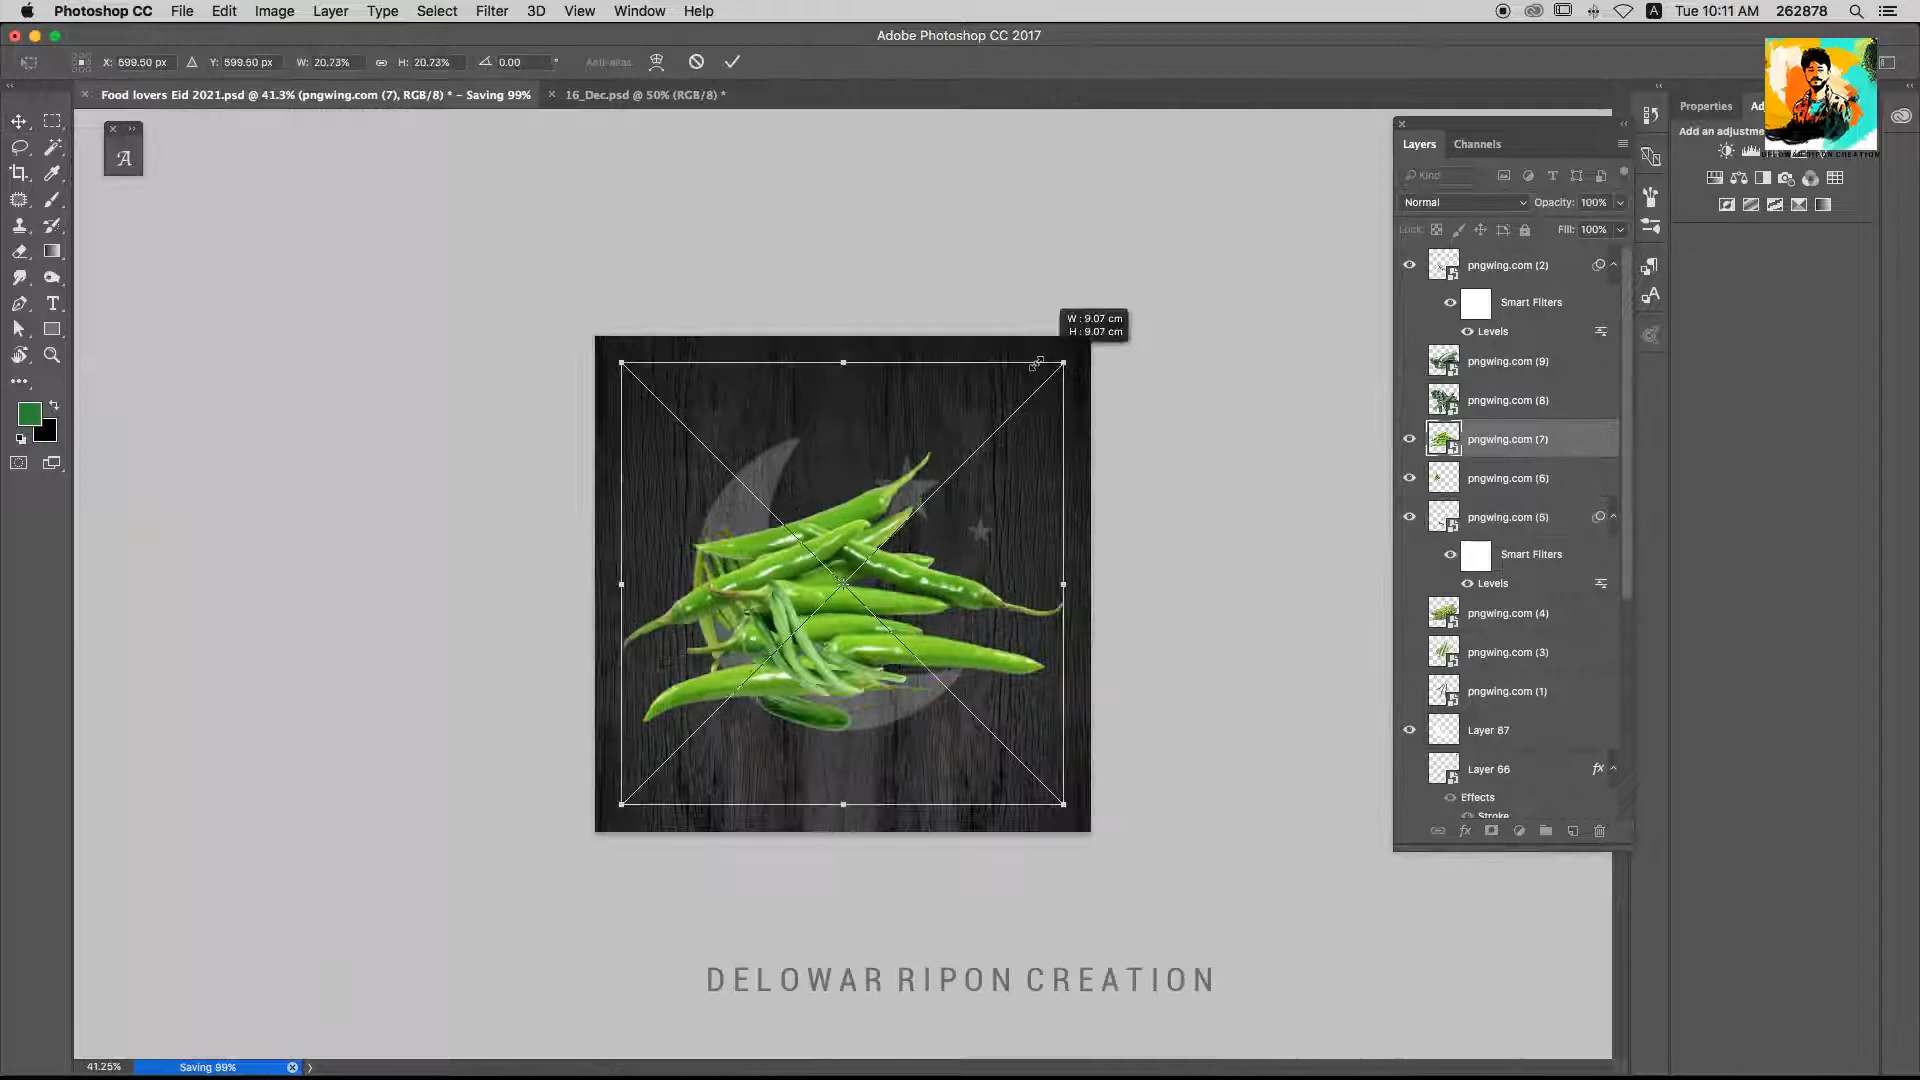 Photoshop CC File Edit Image Layer Type Select Filter 3D View Window Help A Tue 10:11 AM 262878
Adobe Photoshop CC 2017
X: 599.50 px Y: 599.50 px W: 20.73% H: 20.73% 0.00 ° Anti-alias
Food lovers Eid 2021.psd @ 41.3% (pngwing.com (7), RGB/8) * – Saving 99% 16_Dec.psd @ 50% (RGB/8) *
Properties
Add an adjustme
DELOWAR RIPON CREATION
Layers Channels
Kind
Normal Opacity: 100%
Lock: Fill: 100%
pngwing.com (2)
Smart Filters
Levels
pngwing.com (9)
pngwing.com (8)
pngwing.com (7)
pngwing.com (6)
pngwing.com (5)
Smart Filters
Levels
pngwing.com (4)
pngwing.com (3)
pngwing.com (1)
Layer 87
Layer 66 fx
Effects
Stroke
fx
W : 9.07 cm
H : 9.07 cm
DELOWAR RIPON CREATION
41.25% Saving 99%